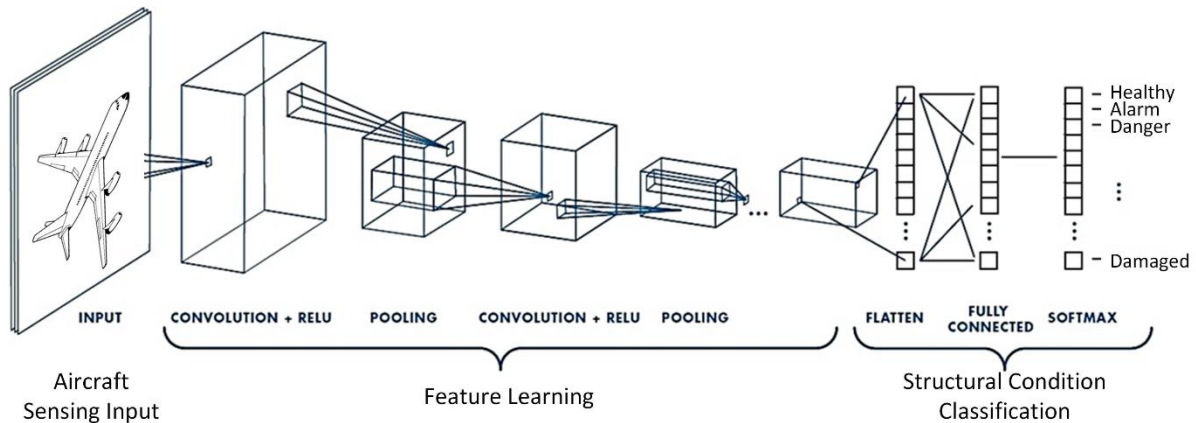 Healthy
Alarm
Danger
Damaged
INPUT
CONVOLUTION + RELU
POOLING
CONVOLUTION + RELU
POOLING
FLATTEN
FULLY
CONNECTED
SOFTMAX
Aircraft
Sensing Input
Feature Learning
Structural Condition
Classification